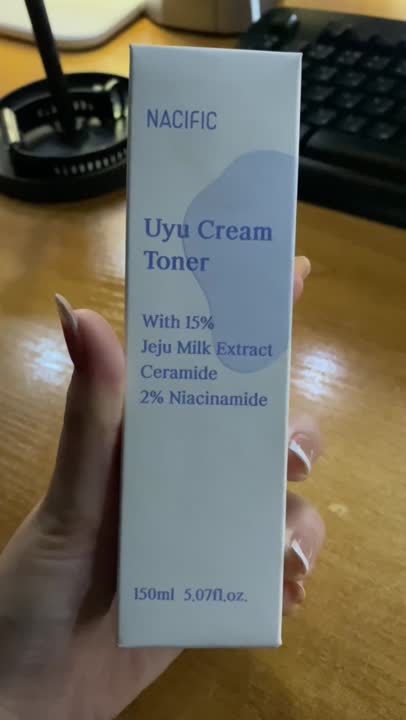 NACIFIC
Uyu Cream
Toner
With 15%
Jeju Milk Extract
Ceramide
2% Niacinamide
150ml 5.07fl.oz.